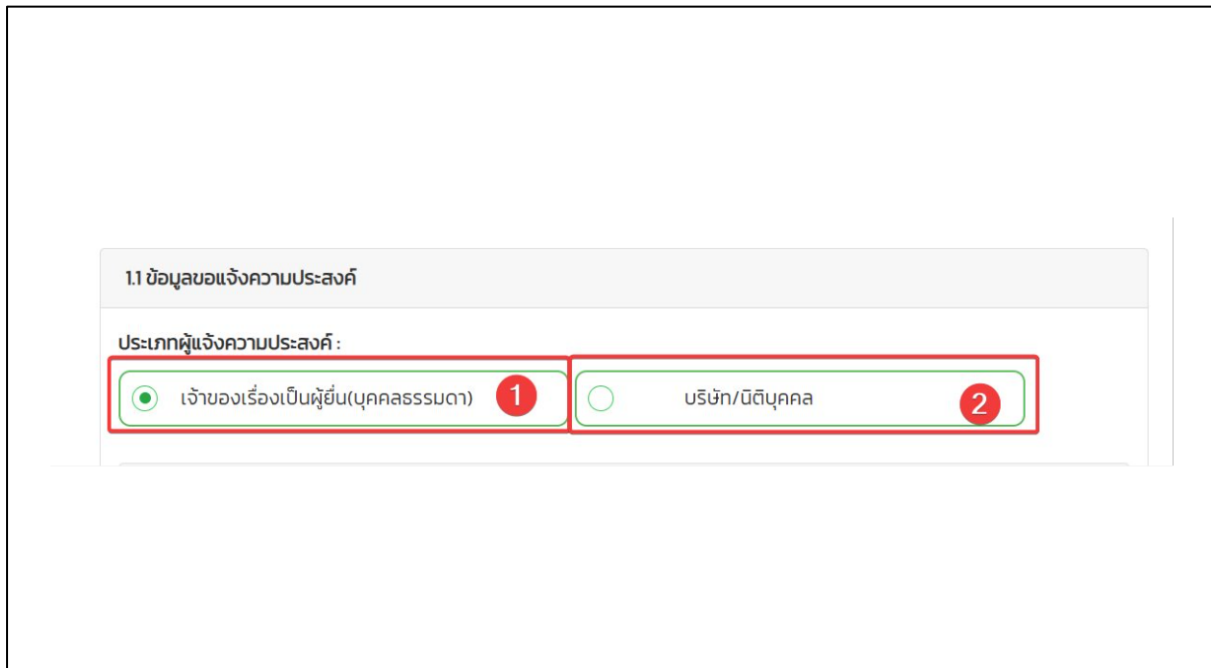 1.1 ข้อมูลขอแจ้งความประสงค์
ประเภทผู้แจ้งความประสงค์ :
เจ้าของเรื่องเป็นผู้ยื่น(บุคคลธรรมดา) 1 บริษัท/นิติบุคคล 2